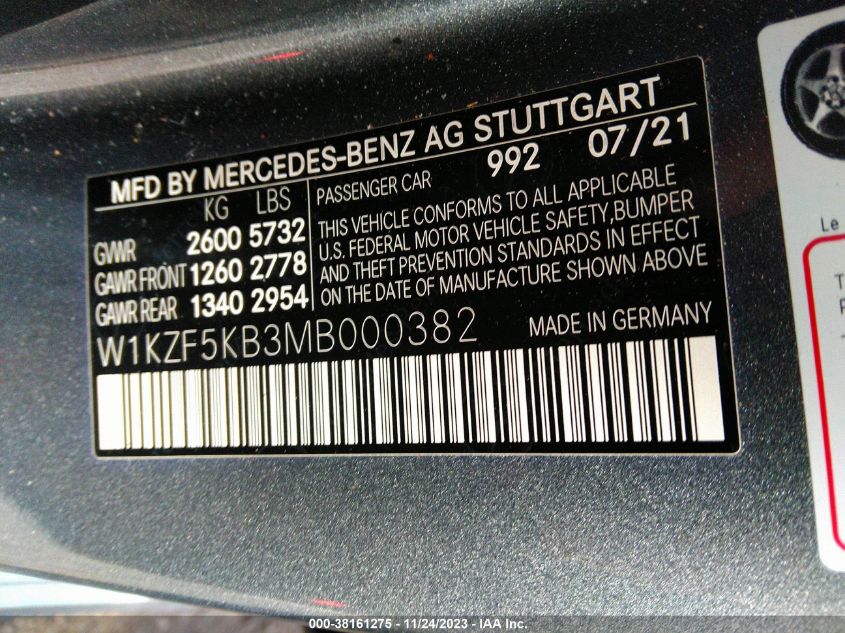 MFD BY MERCEDES-BENZ AG STUTTGART
KG LBS
GVWR 2600 5732
GAWR FRONT 1260 2778
GAWR REAR 1340 2954
PASSENGER CAR 992 07/21
THIS VEHICLE CONFORMS TO ALL APPLICABLE
U.S. FEDERAL MOTOR VEHICLE SAFETY,BUMPER
AND THEFT PREVENTION STANDARDS IN EFFECT
ON THE DATE OF MANUFACTURE SHOWN ABOVE
W1KZF5KB3MB000382 MADE IN GERMANY
Le
000-38161275 - 11/24/2023 - IAA Inc.